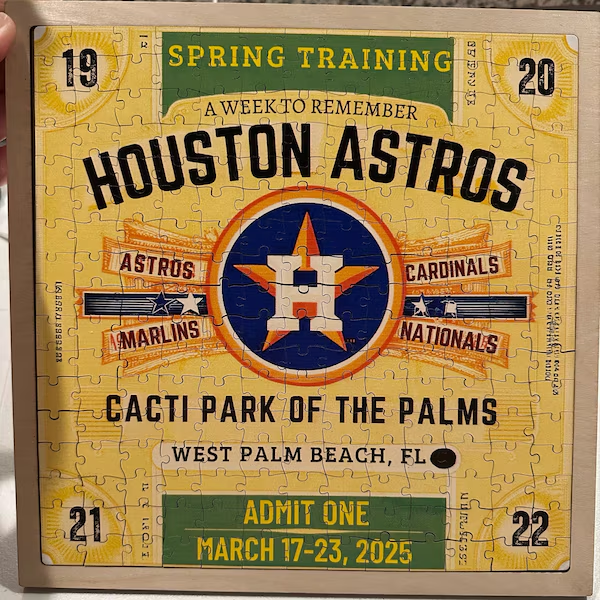 19
SPRING TRAINING
20
A WEEK TO REMEMBER
HOUSTON ASTROS
H
ASTROS
CARDINALS
MARLINS
NATIONALS
CACTI PARK OF THE PALMS
WEST PALM BEACH, FL
21
ADMIT ONE
22
MARCH 17-23, 2025